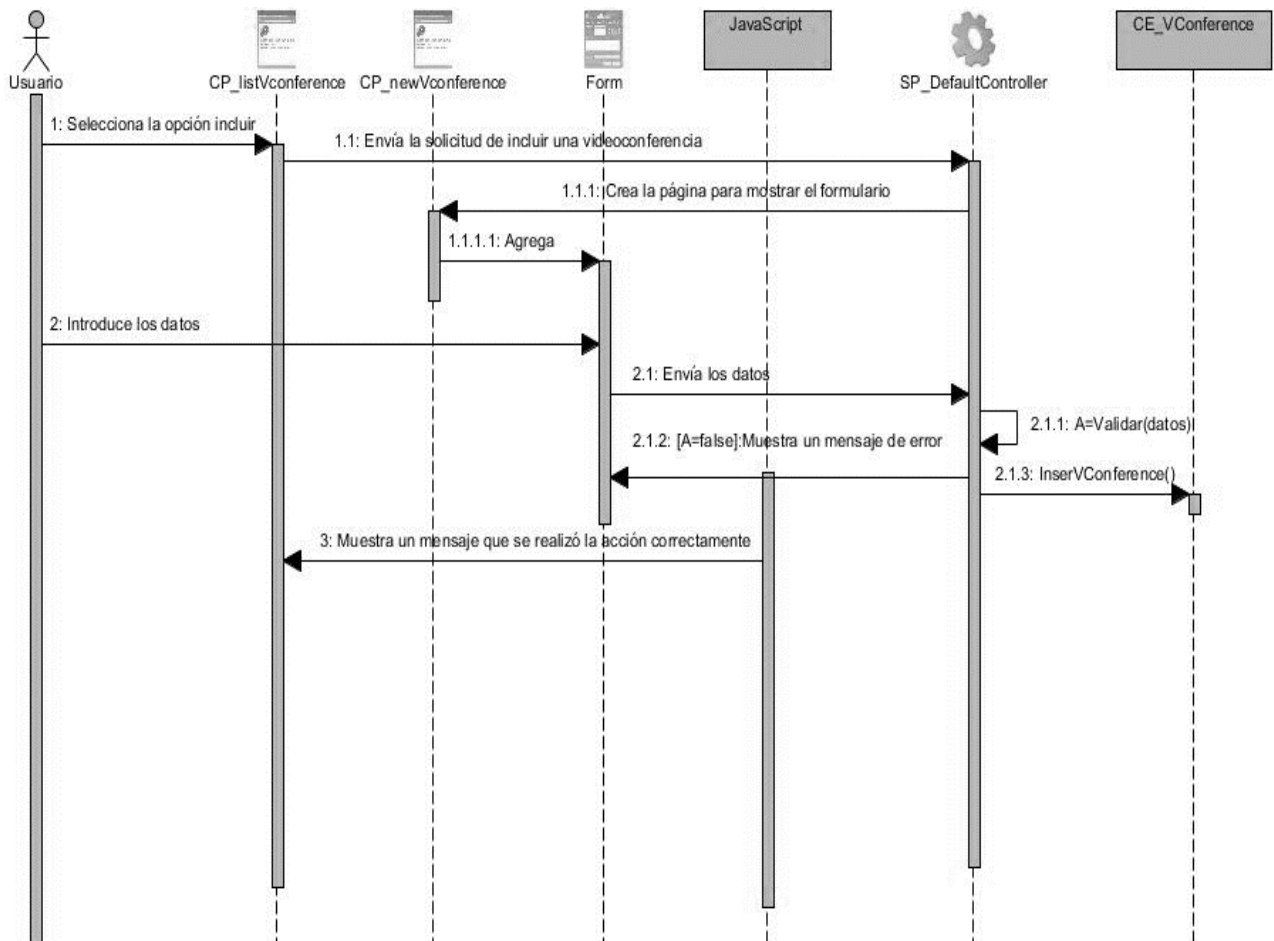 JavaScript
CE_VConference
Usuario
CP_listVconference
CP_newVconference
Form
SP_DefaultController
1: Selecciona la opción incluir
1.1: Envía la solicitud de incluir una videoconferencia
1.1.1: Crea la página para mostrar el formulario
1.1.1.1: Agrega
2: Introduce los datos
2.1: Envía los datos
2.1.1: A=Validar(datos)
2.1.2: [A=false]:Muestra un mensaje de error
2.1.3: InserVConference()
3: Muestra un mensaje que se realizó la acción correctamente